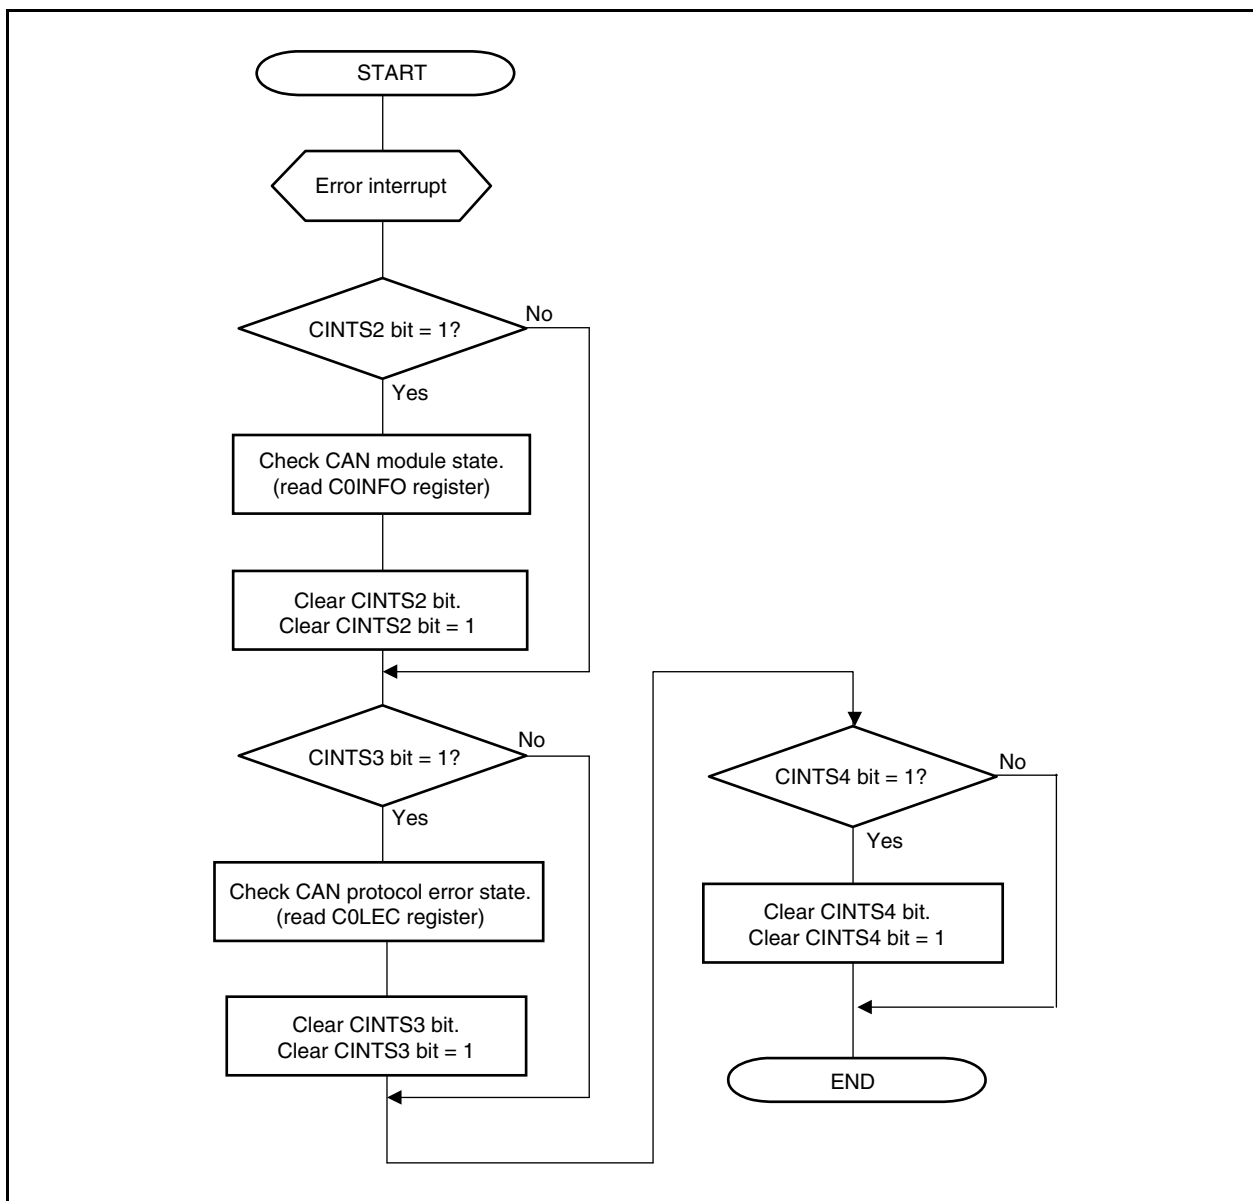 START
Error interrupt
CINTS2 bit = 1?
No
Yes
Check CAN module state.
(read C0INFO register)
Clear CINTS2 bit.
Clear CINTS2 bit = 1
CINTS3 bit = 1?
No
Yes
Check CAN protocol error state.
(read C0LEC register)
Clear CINTS3 bit.
Clear CINTS3 bit = 1
CINTS4 bit = 1?
No
Yes
Clear CINTS4 bit.
Clear CINTS4 bit = 1
END